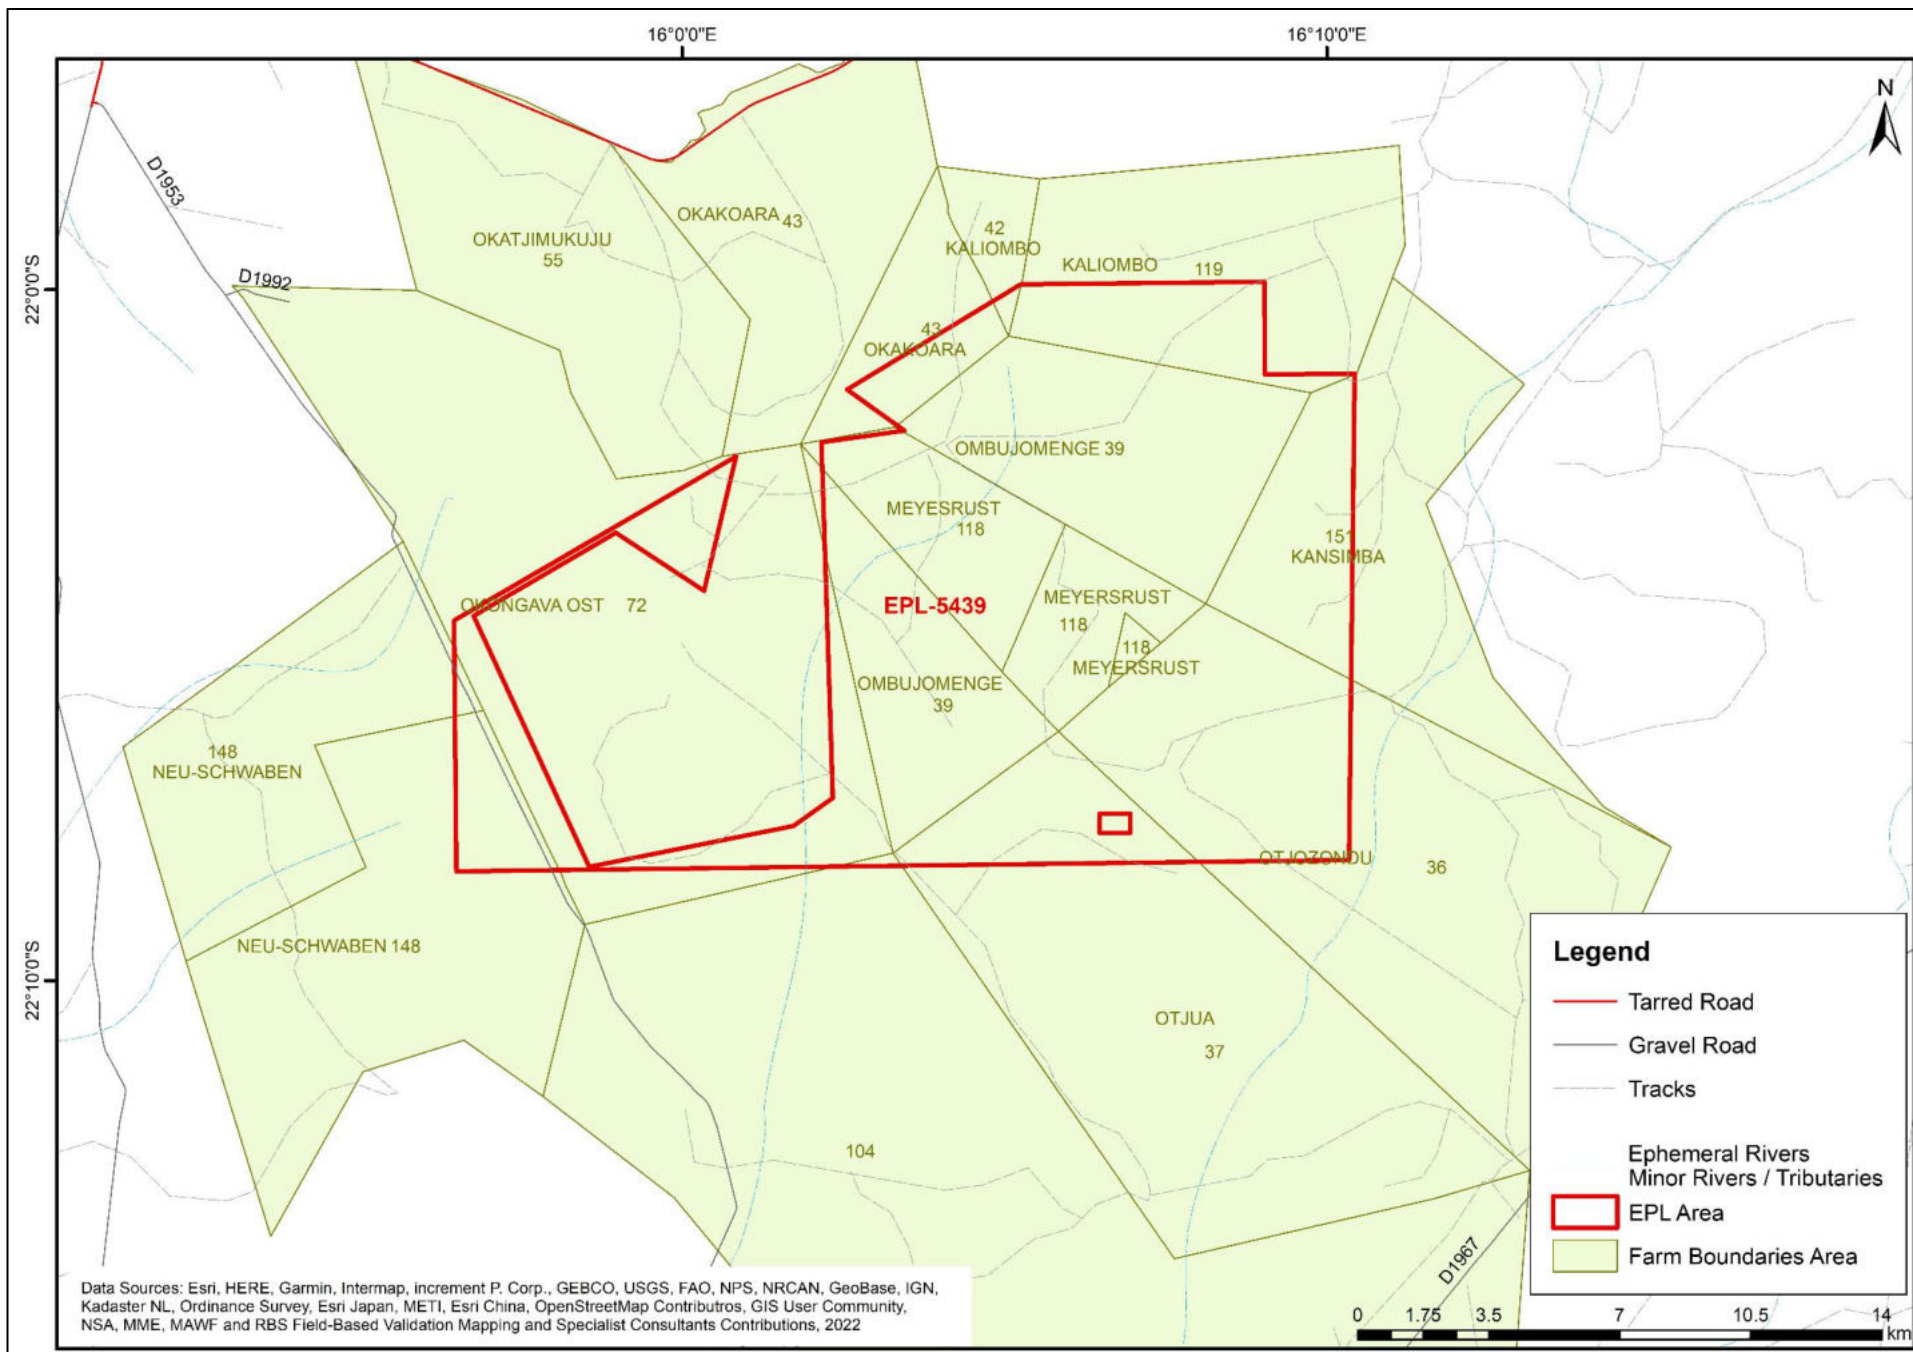 16°0'0"E
16°10'0"E
N
D1953
OKAKOARA 43
42
KALIOMBO
OKATJIMUKUJU
55
KALIOMBO 119
D1992
22°0'0"S
43
OKAKOARA
OMBUJOMENGE 39
MEYESRUST
118
151
KANSIMBA
OKONGAVA OST 72
EPL-5439
MEYERSRUST
118
118
MEYERSRUST
OMBUJOMENGE
39
148
NEU-SCHWABEN
OTJOZONDU
36
NEU-SCHWABEN 148
22°10'0"S
OTJUA
37
104
D1967
Legend
Tarred Road
Gravel Road
Tracks
Ephemeral Rivers
Minor Rivers / Tributaries
EPL Area
Farm Boundaries Area
0 1.75 3.5 7 10.5 14
km
Data Sources: Esri, HERE, Garmin, Intermap, increment P. Corp., GEBCO, USGS, FAO, NPS, NRCAN, GeoBase, IGN,
Kadaster NL, Ordinance Survey, Esri Japan, METI, Esri China, OpenStreetMap Contributros, GIS User Community,
NSA, MME, MAWF and RBS Field-Based Validation Mapping and Specialist Consultants Contributions, 2022